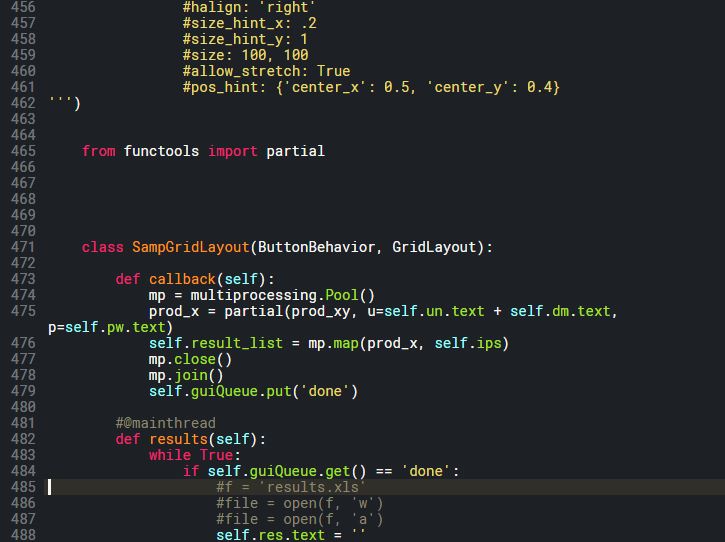 456                 #halign: 'right'
457                 #size_hint_x: .2
458                 #size_hint_y: 1
459                 #size: 100, 100
460                 #allow_stretch: True
461                 #pos_hint: {'center_x': 0.5, 'center_y': 0.4}
462 ''')
463
464
465     from functools import partial
466
467
468
469
470
471     class SampGridLayout(ButtonBehavior, GridLayout):
472
473         def callback(self):
474             mp = multiprocessing.Pool()
475             prod_x = partial(prod_xy, u=self.un.text + self.dm.text,
p=self.pw.text)
476             self.result_list = mp.map(prod_x, self.ips)
477             mp.close()
478             mp.join()
479             self.guiQueue.put('done')
480
481         #@mainthread
482         def results(self):
483             while True:
484                 if self.guiQueue.get() == 'done':
485                     #f = 'results.xls'
486                     #file = open(f, 'w')
487                     #file = open(f, 'a')
488                     self.res.text = ''